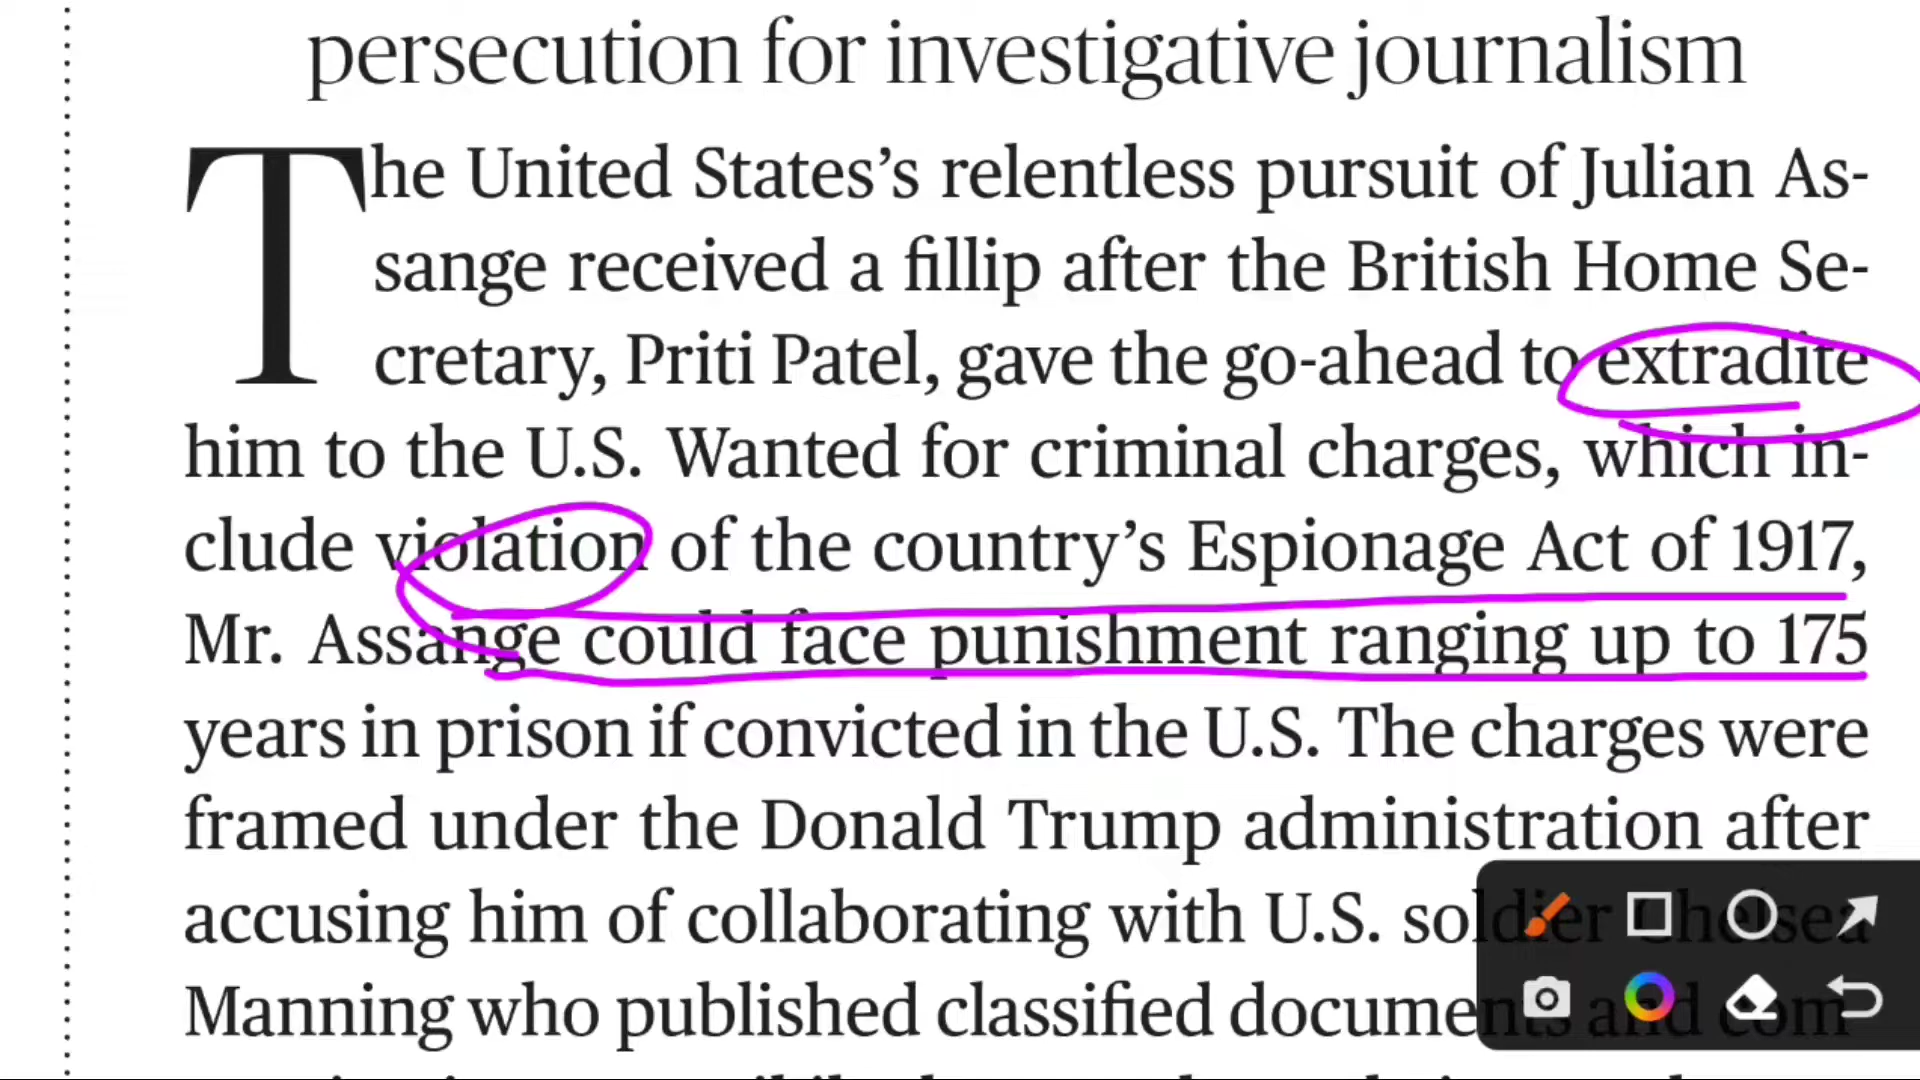 persecution for investigative journalism
The United States’s relentless pursuit of Julian As-
sange received a fillip after the British Home Se-
cretary, Priti Patel, gave the go-ahead to extradite
him to the U.S. Wanted for criminal charges, which in-
clude violation of the country’s Espionage Act of 1917,
Mr. Assange could face punishment ranging up to 175
years in prison if convicted in the U.S. The charges were
framed under the Donald Trump administration after
accusing him of collaborating with U.S. soldier Chelsea
Manning who published classified documents and com